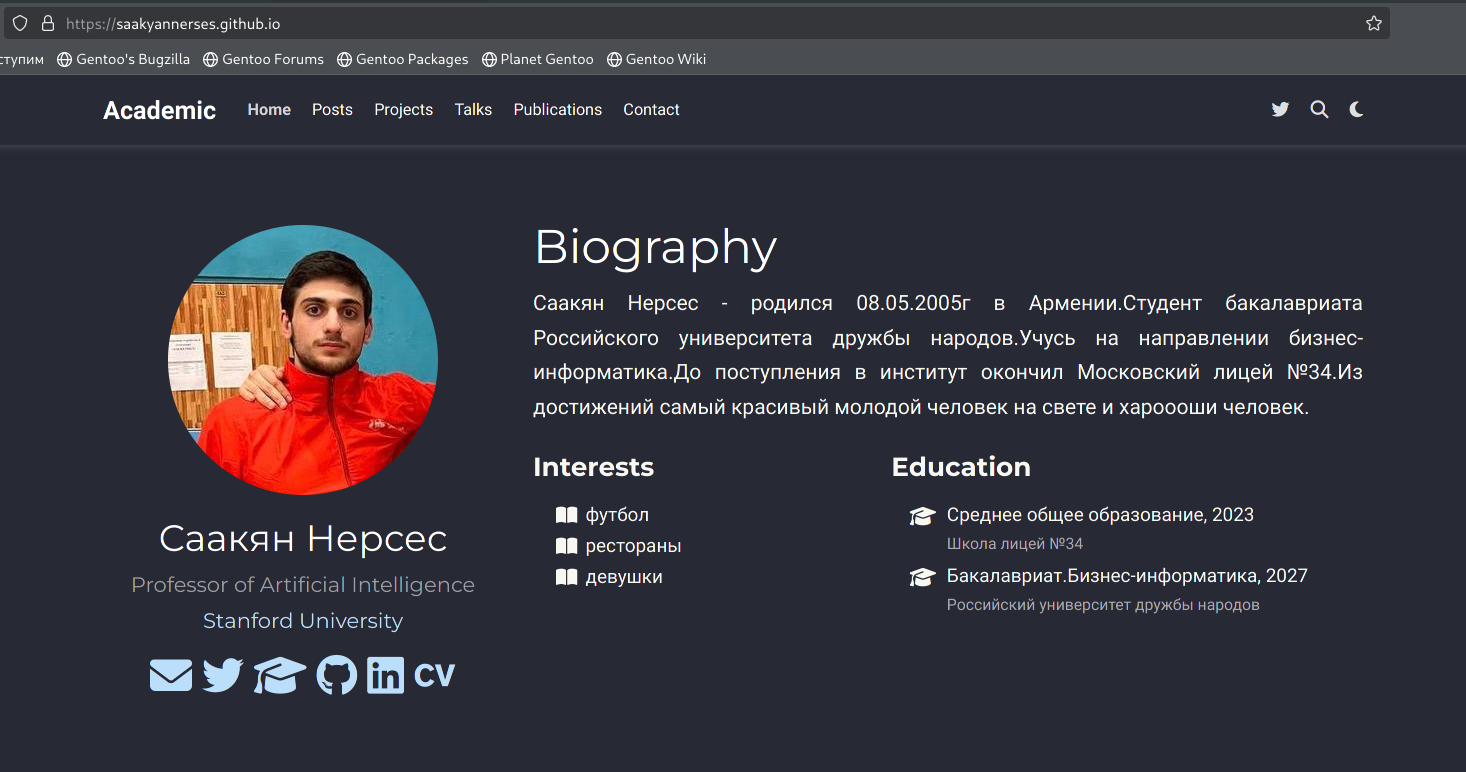 https://saakyannerses.github.io
ступим Gentoo's Bugzilla Gentoo Forums Gentoo Packages Planet Gentoo Gentoo Wiki
Academic Home Posts Projects Talks Publications Contact
Biography
Саакян Нерсес - родился 08.05.2005г в Армении.Студент бакалавриата
Российского университета дружбы народов.Учусь на направлении бизнес-
информатика.До поступления в институт окончил Московский лицей №34.Из
достижений самый красивый молодой человек на свете и харооoши человек.
Саакян Нерсес
Professor of Artificial Intelligence
Stanford University
CV
Interests
футбол
рестораны
девушки
Education
Среднее общее образование, 2023
Школа лицей №34
Бакалавриат.Бизнес-информатика, 2027
Российский университет дружбы народов